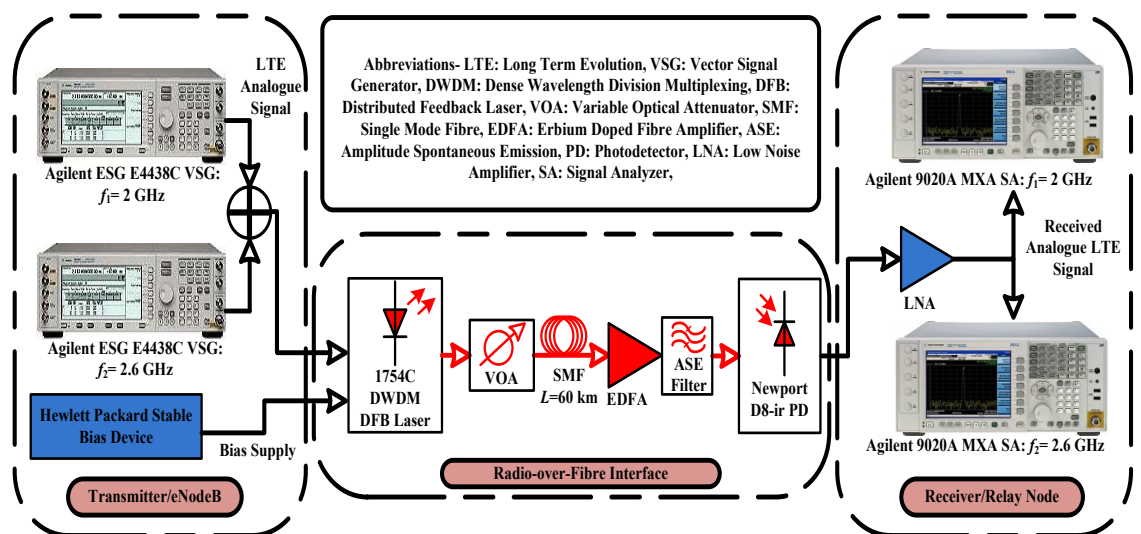 LTE
Analogue
Signal
Agilent ESG E4438C VSG:
f1= 2 GHz
Agilent ESG E4438C VSG:
f2= 2.6 GHz
Hewlett Packard Stable
Bias Device
Bias Supply
Transmitter/eNodeB
Abbreviations- LTE: Long Term Evolution, VSG: Vector Signal
Generator, DWDM: Dense Wavelength Division Multiplexing, DFB:
Distributed Feedback Laser, VOA: Variable Optical Attenuator, SMF:
Single Mode Fibre, EDFA: Erbium Doped Fibre Amplifier, ASE:
Amplitude Spontaneous Emission, PD: Photodetector, LNA: Low Noise
Amplifier, SA: Signal Analyzer,
1754C
DWDM
DFB Laser
VOA
SMF
L=60 km
EDFA
ASE
Filter
Newport
D8-ir PD
Radio-over-Fibre Interface
Agilent 9020A MXA SA: f1= 2 GHz
LNA
Received
Analogue LTE
Signal
Agilent 9020A MXA SA: f2= 2.6 GHz
Receiver/Relay Node